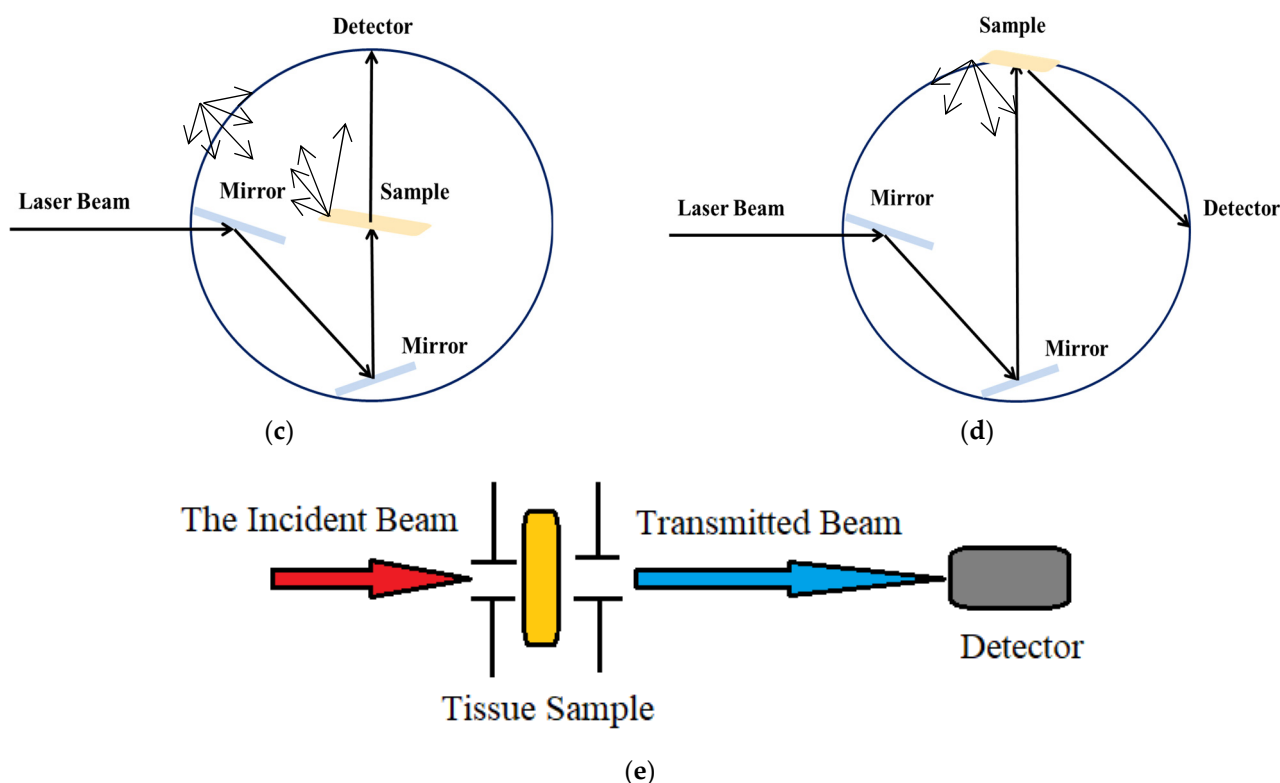 Detector
Mirror
Sample
Laser Beam
Mirror
(c)
Sample
Mirror
Laser Beam
Detector
Mirror
(d)
The Incident Beam
Transmitted Beam
Detector
Tissue Sample
(e)